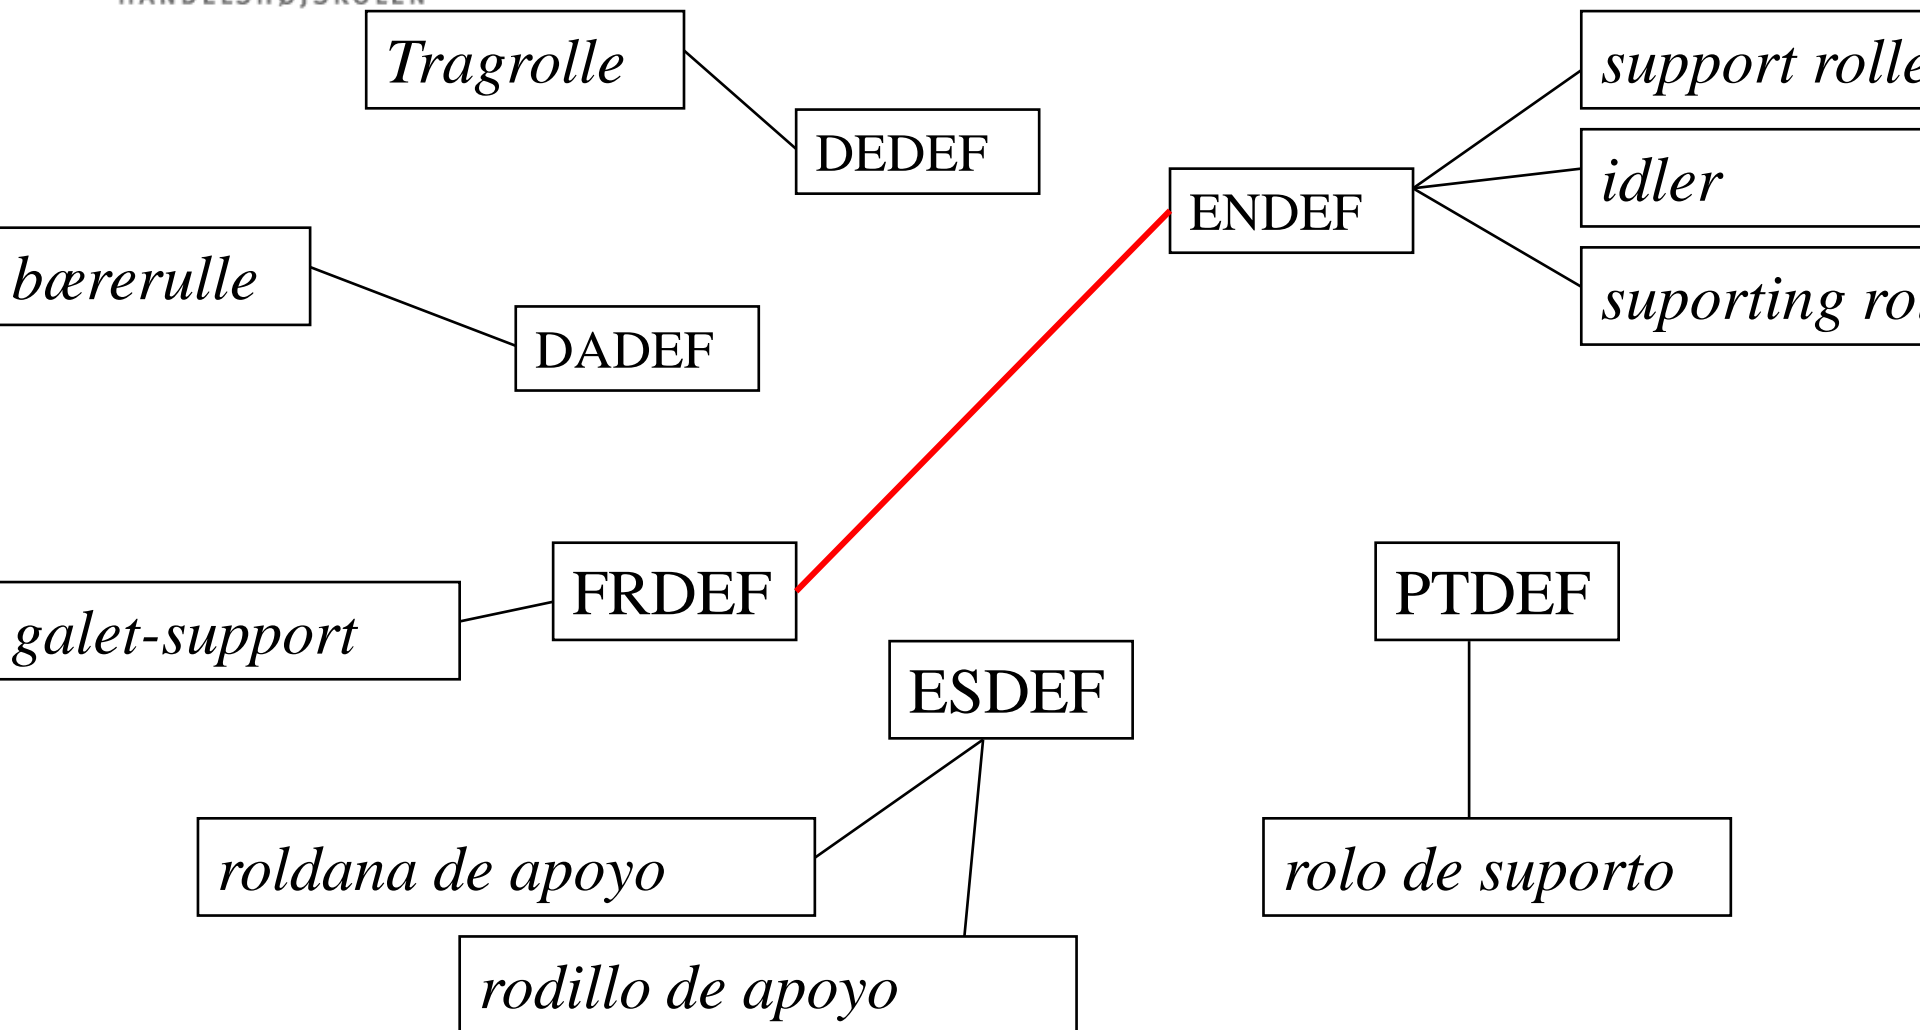 HANDELSHØJSKOLEN
Tragrolle
support rolle
DEDEF
idler
ENDEF
bærerulle
suporting ro
DADEF
FRDEF
PTDEF
galet-support
ESDEF
roldana de apoyo
rolo de suporto
rodillo de apoyo